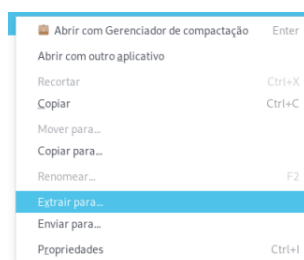 Abrir com Gerenciador de compactação Enter
Abrir com outro aplicativo
Recortar Ctrl+X
Copiar Ctrl+C
Mover para...
Copiar para...
Renomear... F2
Extrair para...
Enviar para...
Propriedades Ctrl+I